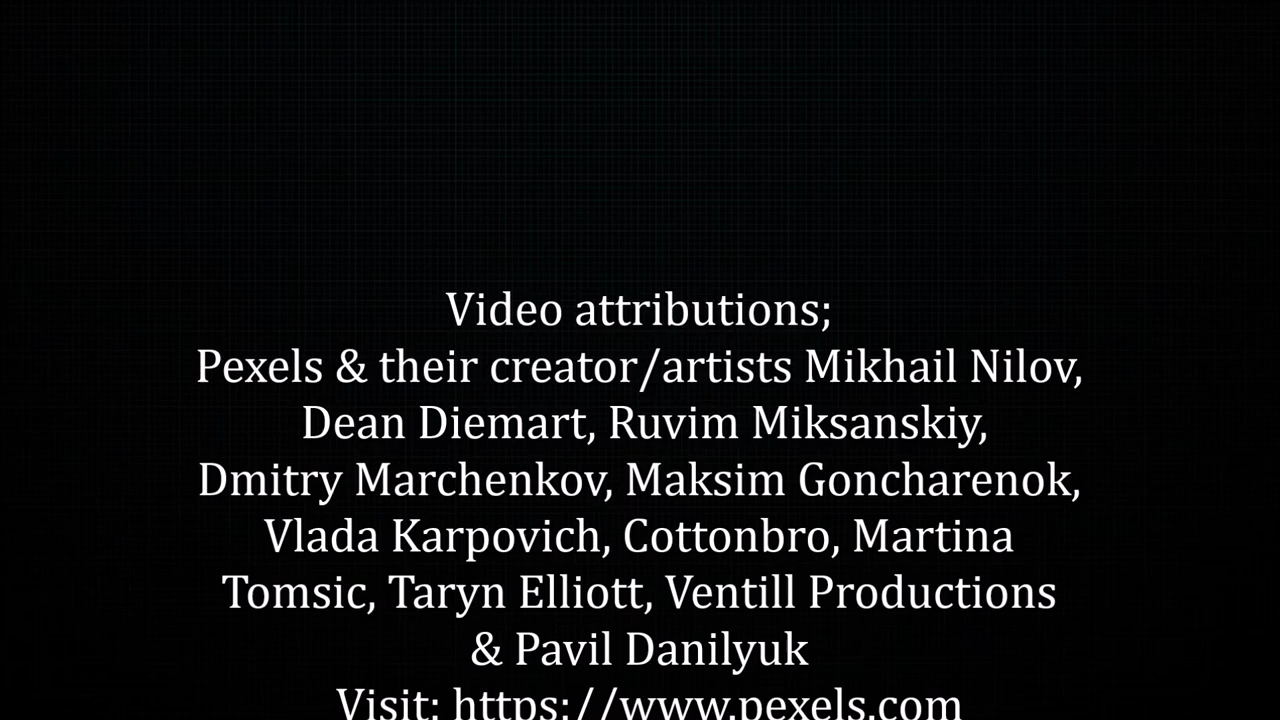 Video attributions;
Pexels & their creator/artists Mikhail Nilov,
Dean Diemart, Ruvim Miksanskiy,
Dmitry Marchenkov, Maksim Goncharenok,
Vlada Karpovich, Cottonbro, Martina
Tomsic, Taryn Elliott, Ventill Productions
& Pavil Danilyuk
Visit: https://www.pexels.com